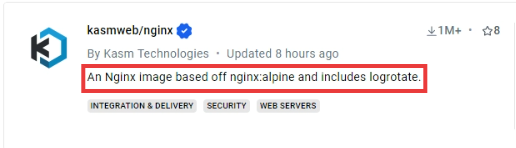 kasmweb/nginx 1M+ · 8
By Kasm Technologies · Updated 8 hours ago
An Nginx image based off nginx:alpine and includes logrotate.
INTEGRATION & DELIVERY SECURITY WEB SERVERS